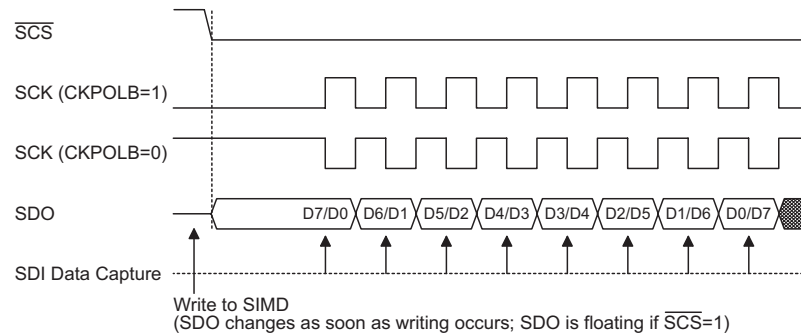 SCS
SCK (CKPOLB=1)
SCK (CKPOLB=0)
SDO D7/D0 D6/D1 D5/D2 D4/D3 D3/D4 D2/D5 D1/D6 D0/D7
SDI Data Capture
Write to SIMD
(SDO changes as soon as writing occurs; SDO is floating if SCS=1)